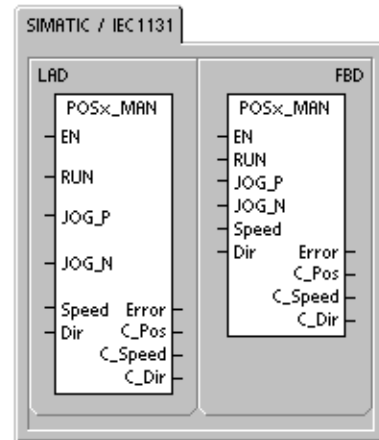 SIMATIC / IEC1131
LAD
POSx_MAN
EN
RUN
JOG_P
JOG_N
Speed Error
Dir C_Pos
C_Speed
C_Dir
FBD
POSx_MAN
EN
RUN
JOG_P
JOG_N
Speed
Dir Error
C_Pos
C_Speed
C_Dir